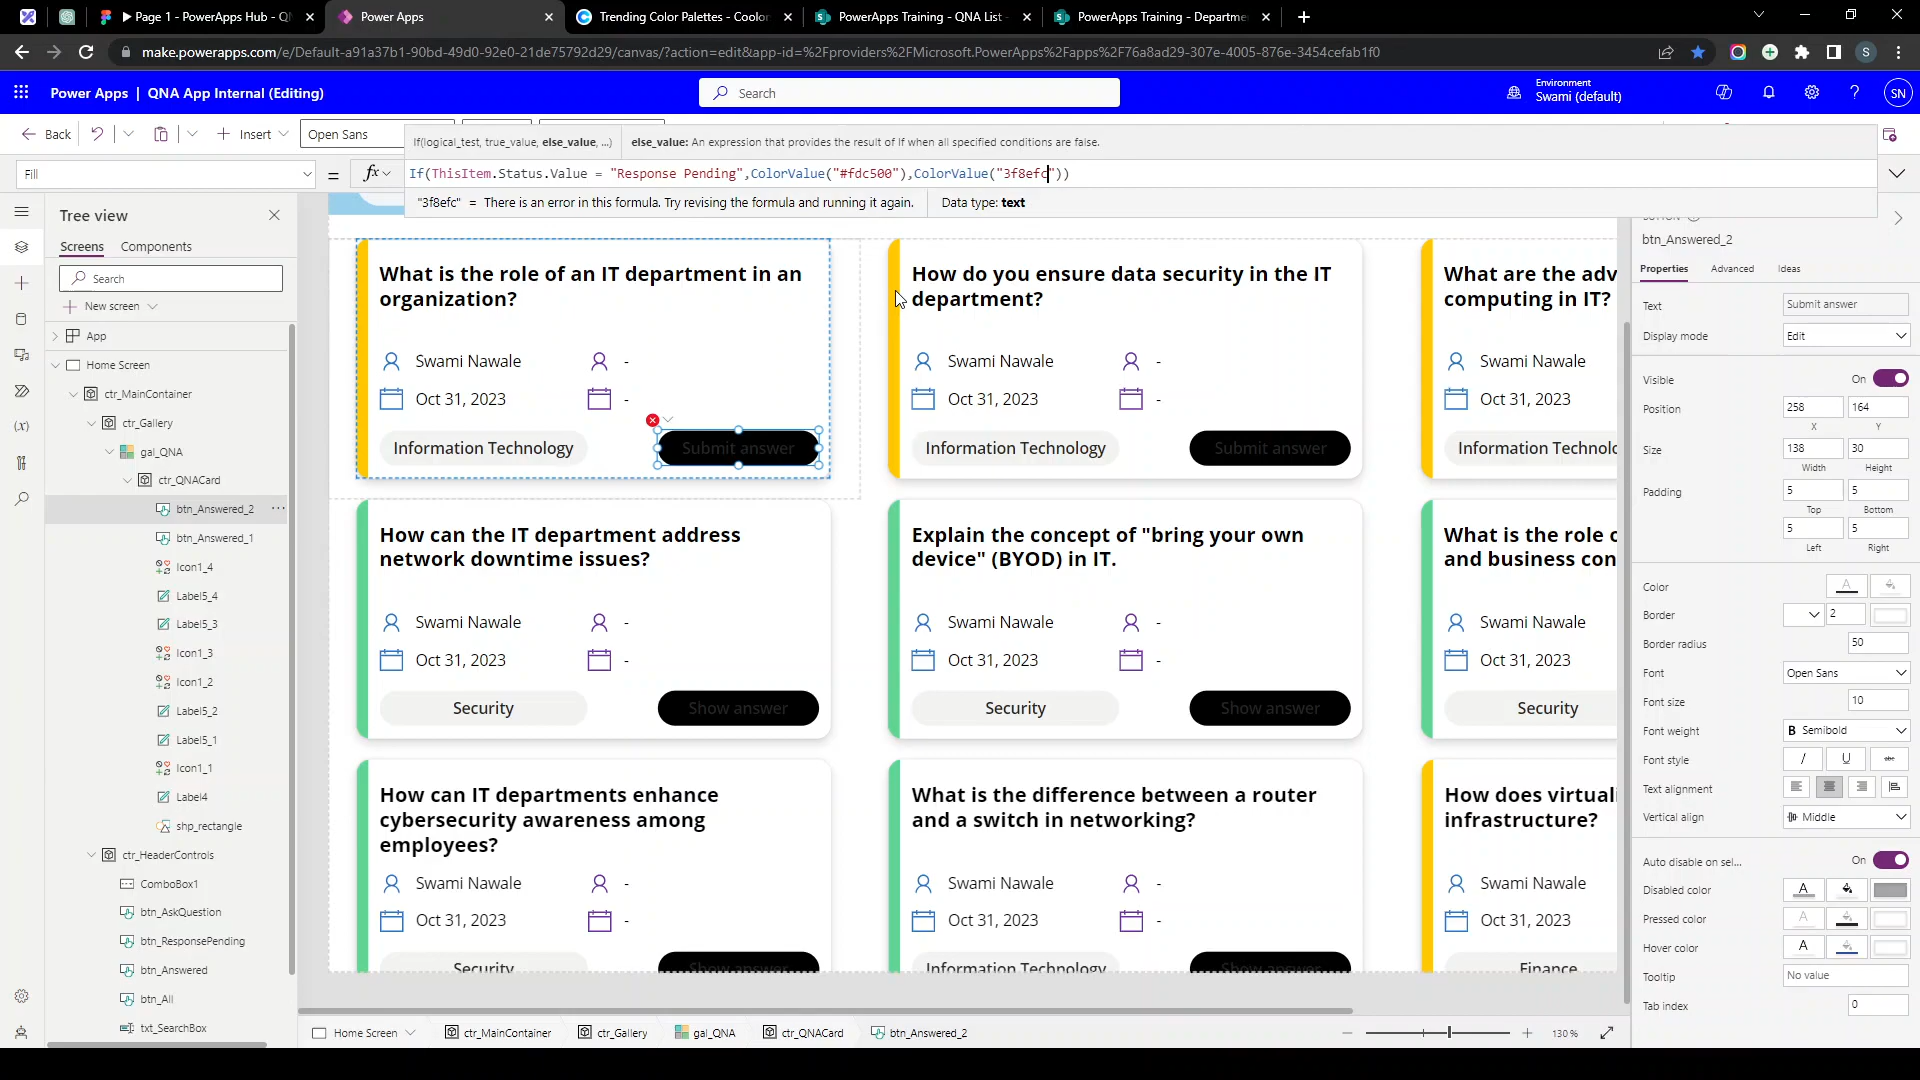 Page 1 - PowerApps Hub - QN
Power Apps
Trending Color Palettes - Coolor
PowerApps Training - QNA List -
PowerApps Training - Departme
make.powerapps.com/e/Default-a91a37b1-90bd-49d0-92e0-21de75792d29/canvas/?action=edit&app-id=%2Fproviders%2FMicrosoft.PowerApps%2Fapps%2F76a8ad29-307e-4005-876e-3454cefab1f0
S
Power Apps | QNA App Internal (Editing)
Search
Environment
Swami (default)
SN
Back
Insert
Open Sans
If(logical_test, true_value, else_value, ...)
else_value: An expression that provides the result of If when all specified conditions are false.
Fill
=
fx
If(ThisItem.Status.Value = "Response Pending",ColorValue("#fdc500"),ColorValue("3f8efc"))
"3f8efc" = There is an error in this formula. Try revising the formula and running it again.
Data type: text
Tree view
Screens
Components
Search
New screen
App
Home Screen
ctr_MainContainer
ctr_Gallery
gal_QNA
ctr_QNACard
btn_Answered_2
btn_Answered_1
Icon1_4
Label5_4
Label5_3
Icon1_3
Icon1_2
Label5_2
Label5_1
Icon1_1
Label4
shp_rectangle
ctr_HeaderControls
ComboBox1
btn_AskQuestion
btn_ResponsePending
btn_Answered
btn_All
txt_SearchBox
What is the role of an IT department in an
organization?
Swami Nawale
-
Oct 31, 2023
-
Information Technology
Submit answer
How do you ensure data security in the IT
department?
Swami Nawale
-
Oct 31, 2023
-
Information Technology
Submit answer
What are the adv
computing in IT?
Swami Nawale
Oct 31, 2023
Information Technolo
How can the IT department address
network downtime issues?
Swami Nawale
-
Oct 31, 2023
-
Security
Show answer
Explain the concept of "bring your own
device" (BYOD) in IT.
Swami Nawale
-
Oct 31, 2023
-
Security
Show answer
What is the role o
and business con
Swami Nawale
Oct 31, 2023
Security
How can IT departments enhance
cybersecurity awareness among
employees?
Swami Nawale
-
Oct 31, 2023
-
Security
Show answer
What is the difference between a router
and a switch in networking?
Swami Nawale
-
Oct 31, 2023
-
Information Technology
Show answer
How does virtuali
infrastructure?
Swami Nawale
Oct 31, 2023
Finance
Home Screen
ctr_MainContainer
ctr_Gallery
gal_QNA
ctr_QNACard
btn_Answered_2
130 %
btn_Answered_2
Properties
Advanced
Ideas
Text
Submit answer
Display mode
Edit
Visible
On
Position
258
164
X
Y
Size
138
30
Width
Height
Padding
5
5
Top
Bottom
5
5
Left
Right
Color
Border
2
Border radius
50
Font
Open Sans
Font size
10
Font weight
B Semibold
Font style
/
U
abc
Text alignment
Vertical align
Middle
Auto disable on sel...
On
Disabled color
A
Pressed color
A
Hover color
A
Tooltip
No value
Tab index
0